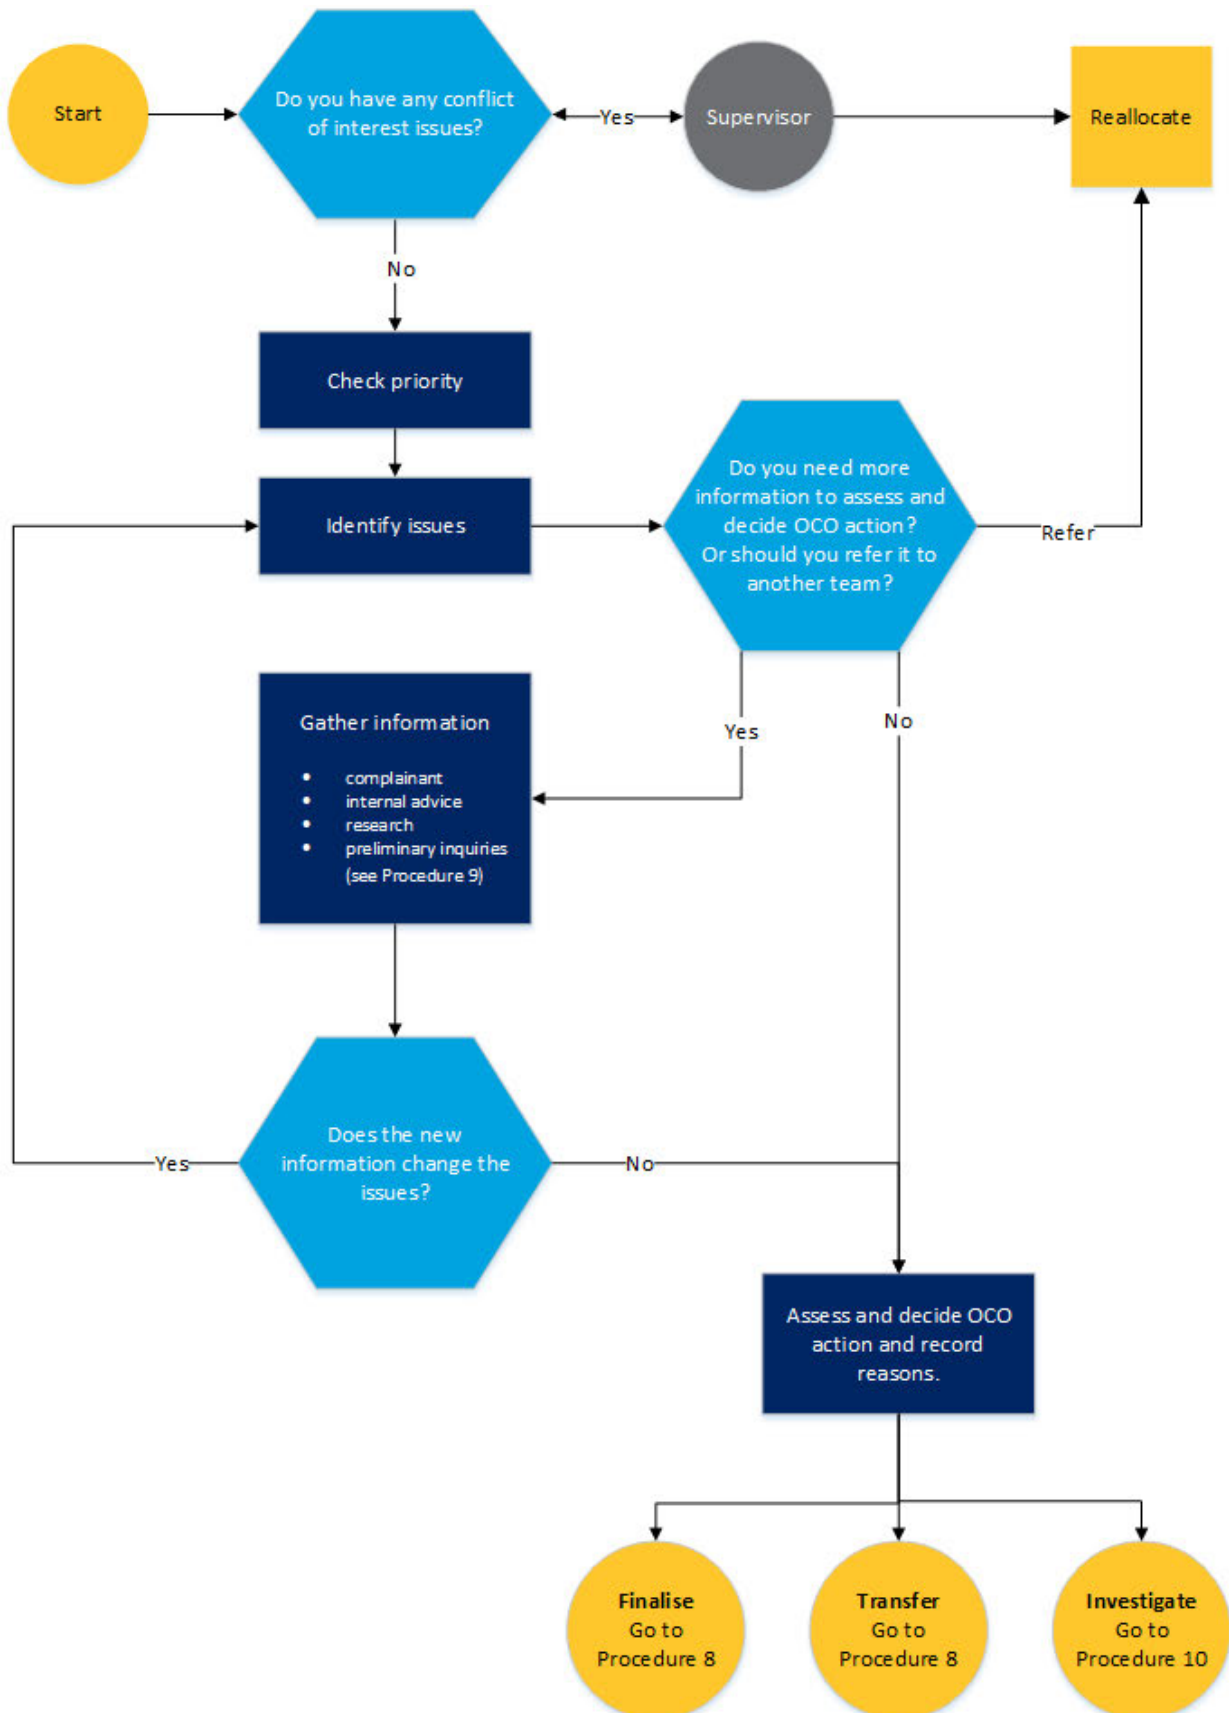 Start
Do you have any conflict
of interest issues?
Yes
Supervisor
Reallocate
No
Check priority
Identify issues
Do you need more
information to assess and
decide OCO action?
Or should you refer it to
another team?
Refer
Yes
No
Gather information
• complainant
• internal advice
• research
• preliminary inquiries
(see Procedure 9)
Does the new
information change the
issues?
Yes
No
Assess and decide OCO
action and record
reasons.
Finalise
Go to
Procedure 8
Transfer
Go to
Procedure 8
Investigate
Go to
Procedure 10